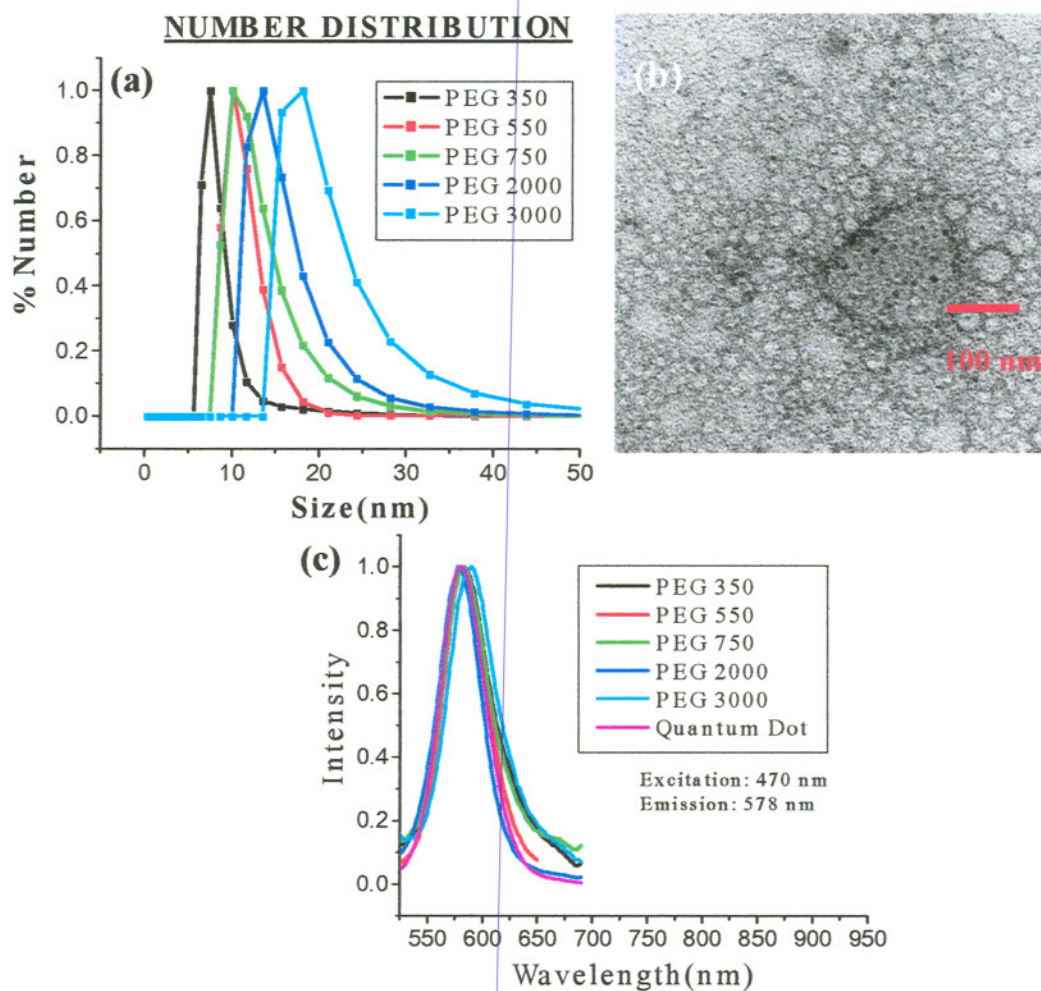 NUMBER DISTRIBUTION
(a)
% Number
1.0
0.8
0.6
0.4
0.2
0.0
0
10
20
30
40
50
Size(nm)
PEG 350
PEG 550
PEG 750
PEG 2000
PEG 3000
(b)
100 nm
(c)
Intensity
1.0
0.8
0.6
0.4
0.2
0.0
550
600
650
700
750
800
850
900
950
Wavelength(nm)
PEG 350
PEG 550
PEG 750
PEG 2000
PEG 3000
Quantum Dot
Excitation: 470 nm
Emission: 578 nm